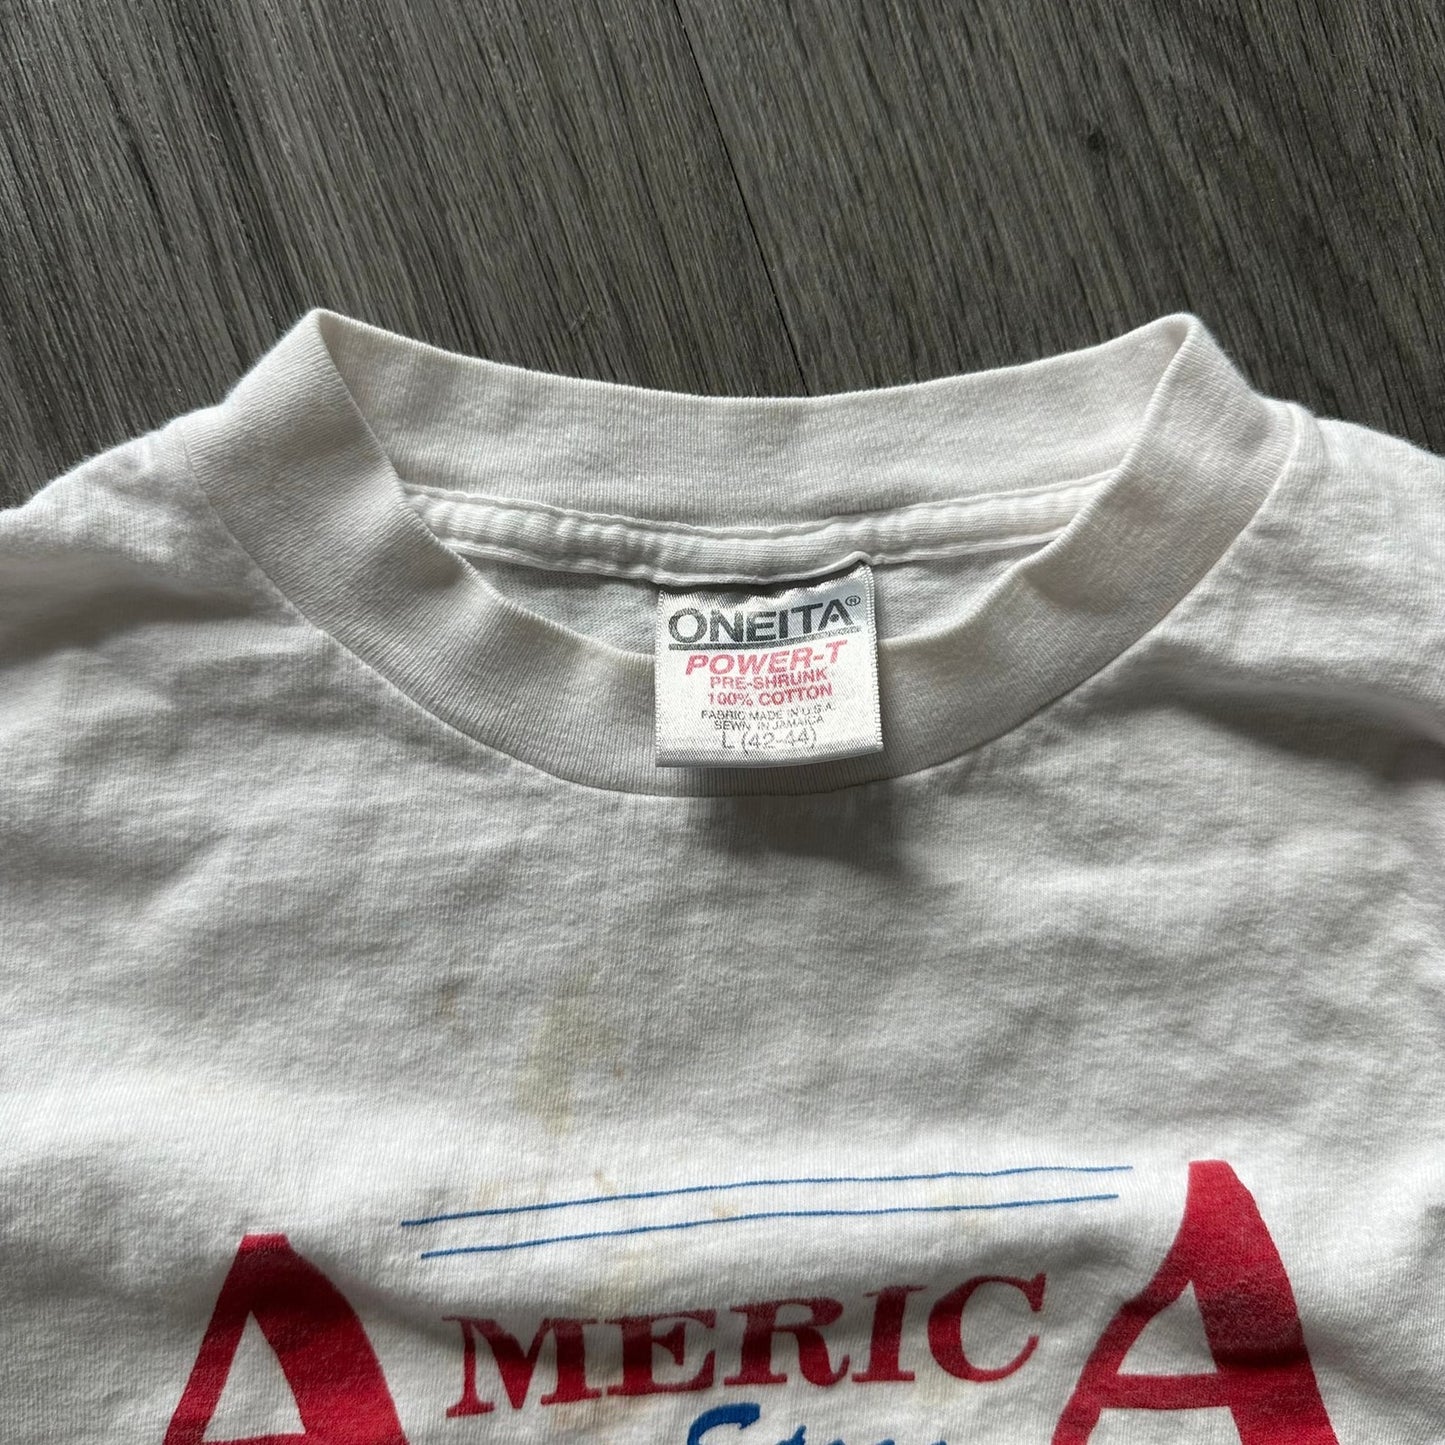 ONEITA®
POWER-T
PRE-SHRUNK
100% COTTON
FABRIC MADE IN U.S.A.
SEWN IN JAMAICA
L (42-44)
AMERICA